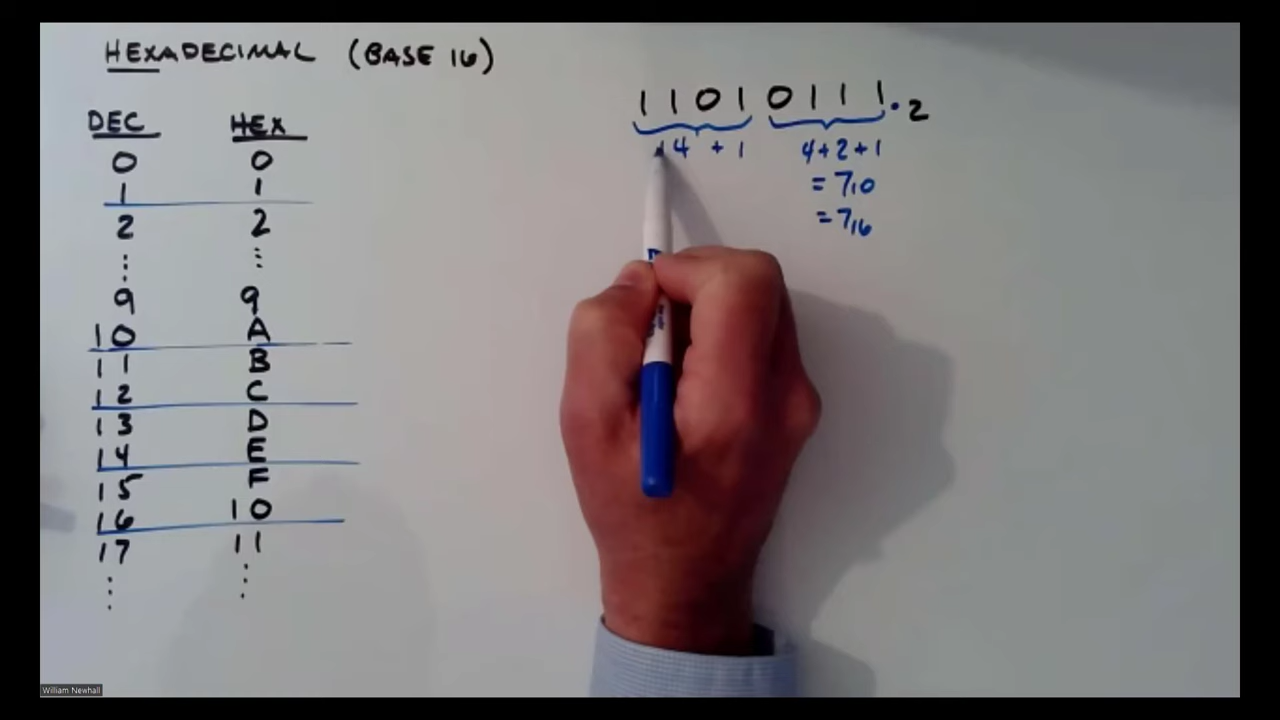 HEXADECIMAL (BASE 16)
DEC HEX
0 0
1 1
2 2
⋮ ⋮
9 9
10 A
11 B
12 C
13 D
14 E
15 F
16 10
17 11
⋮ ⋮
1101 0111.2
4 + 1
4+2+1
= 710
= 716
William Newhall